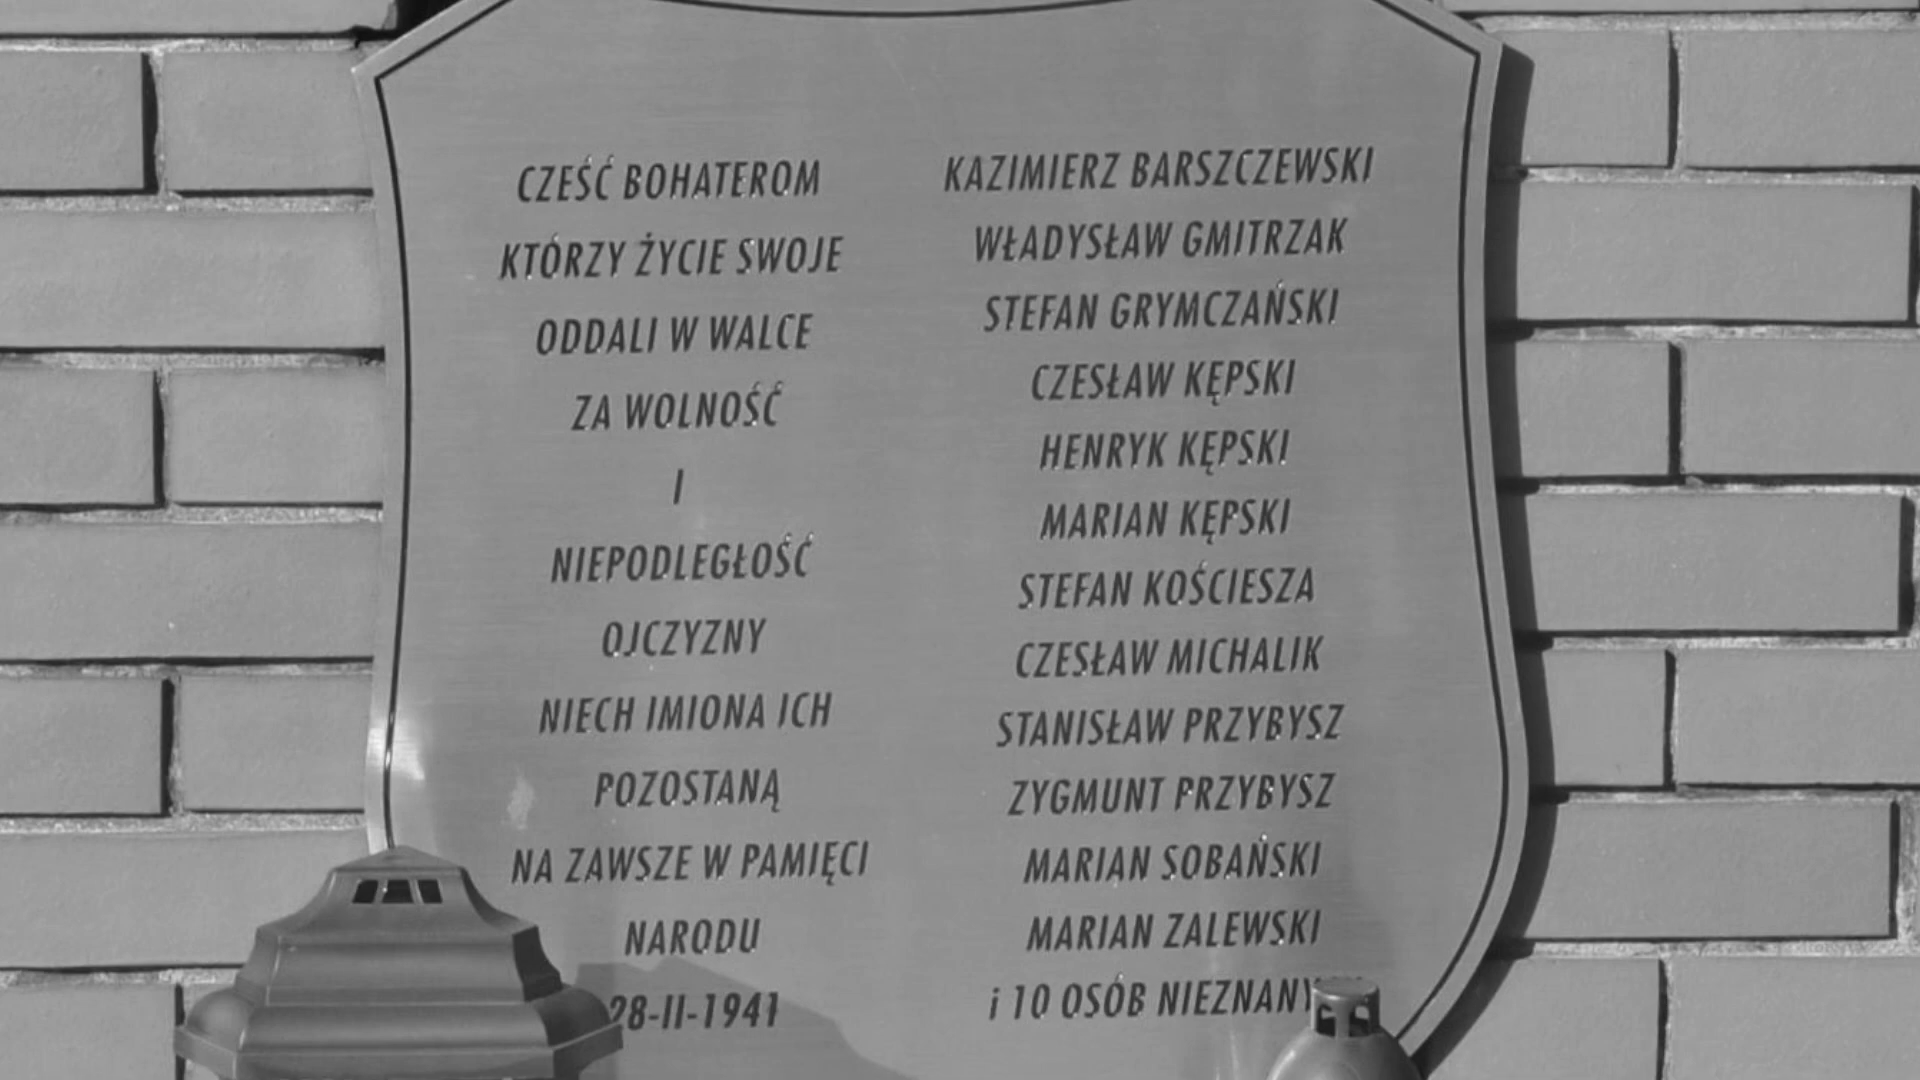 CZEŚĆ BOHATEROM
KTÓRZY ŻYCIE SWOJE
ODDALI W WALCE
ZA WOLNOŚĆ
I
NIEPODLEGŁOŚĆ
OJCZYZNY
NIECH IMIONA ICH
POZOSTANĄ
NA ZAWSZE W PAMIĘCI
NARODU
28-II-1941
KAZIMIERZ BARSZCZEWSKI
WŁADYSŁAW GMITRZAK
STEFAN GRYMCZAŃSKI
CZESŁAW KĘPSKI
HENRYK KĘPSKI
MARIAN KĘPSKI
STEFAN KOŚCIESZA
CZESŁAW MICHALIK
STANISŁAW PRZYBYSZ
ZYGMUNT PRZYBYSZ
MARIAN SOBAŃSKI
MARIAN ZALEWSKI
i 10 OSÓB